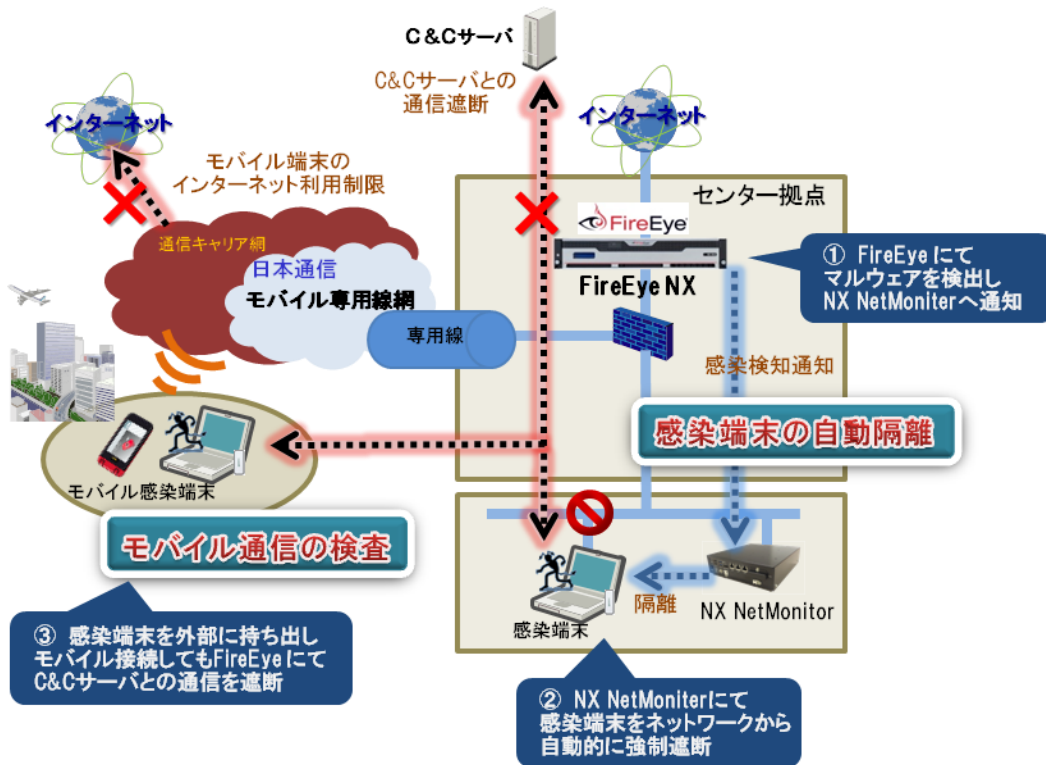 C&Cサーバ
C&Cサーバとの
通信遮断
インターネット
インターネット
モバイル端末の
インターネット利用制限
センター拠点
通信キャリア網
日本通信
モバイル専用線網
FireEye
FireEye NX
① FireEye にて
マルウェアを検出し
NX NetMoniterへ通知
専用線
感染検知通知
感染端末の自動隔離
モバイル感染端末
モバイル通信の検査
隔離
NX NetMonitor
感染端末
③ 感染端末を外部に持ち出し
モバイル接続してもFireEye にて
C&Cサーバとの通信を遮断
② NX NetMoniterにて
感染端末をネットワークから
自動的に強制遮断